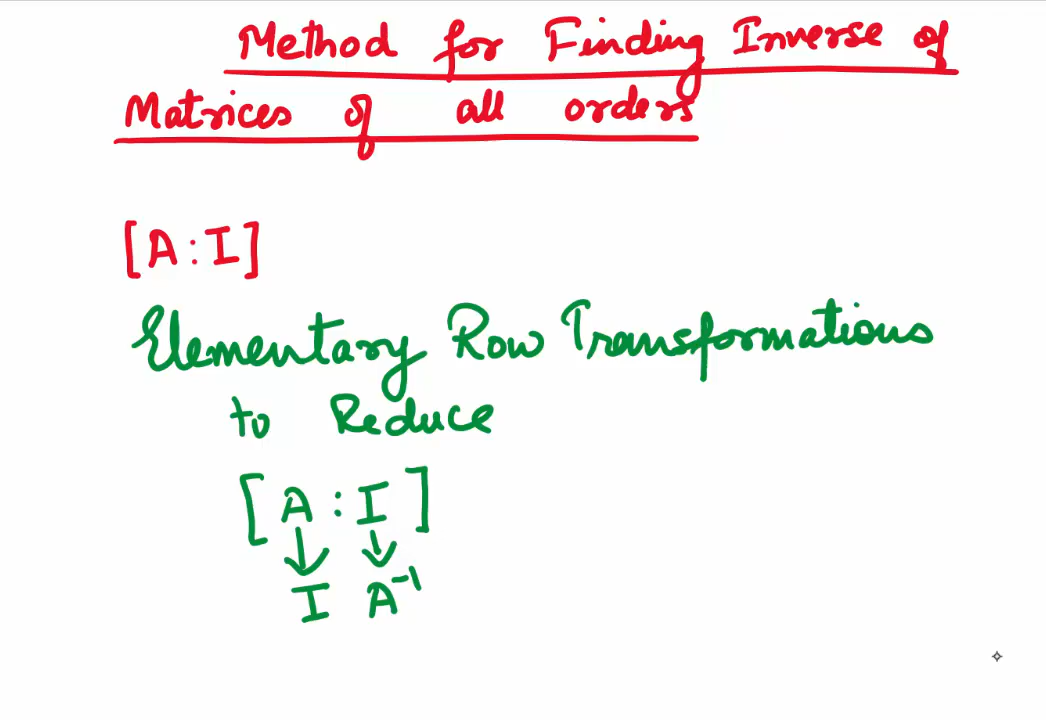 Method for Finding Inverse of
Matrices of all orders
[A:I]
Elementary Row Transformations
to Reduce
[A:I]
↓ ↓
I A⁻¹